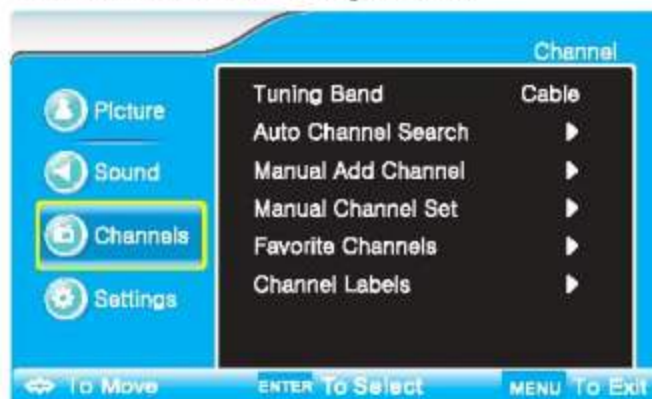 Channel
Picture
Sound
Channels
Settings
Tuning Band Cable
Auto Channel Search
Manual Add Channel
Manual Channel Set
Favorite Channels
Channel Labels
To Move ENTER To Select MENU To Exit